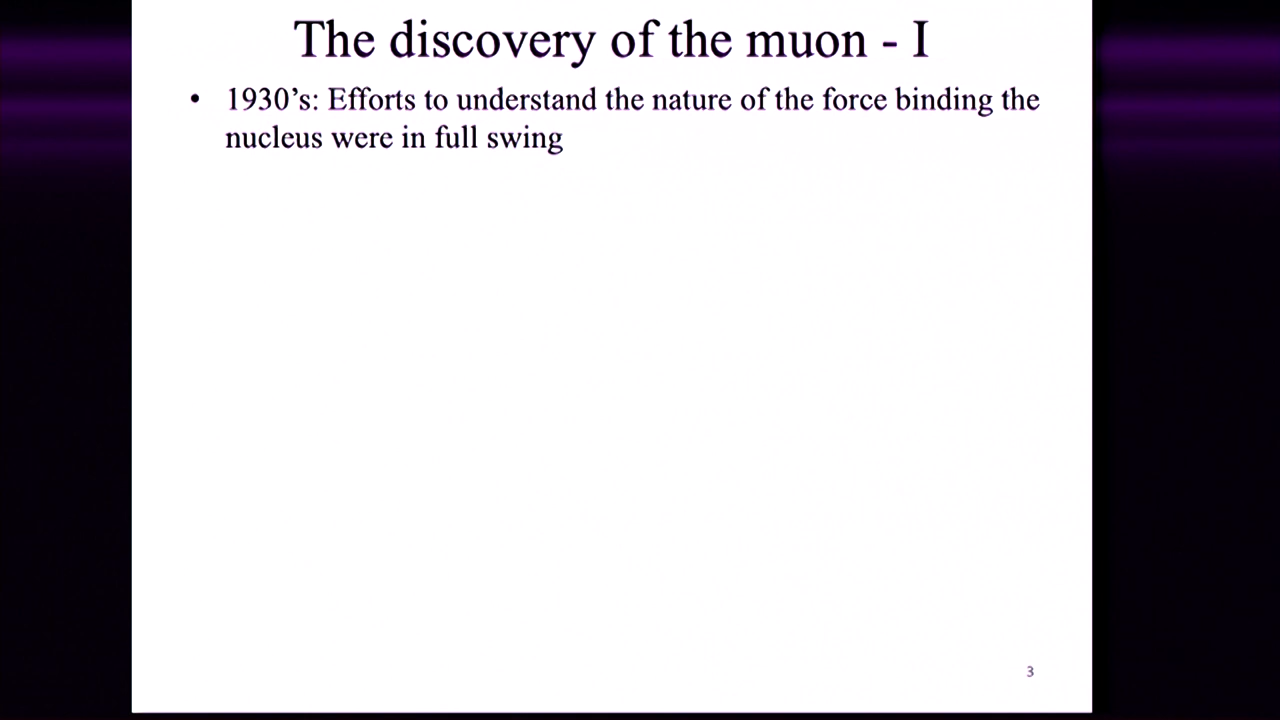 The discovery of the muon - I
• 1930's: Efforts to understand the nature of the force binding the
nucleus were in full swing
3